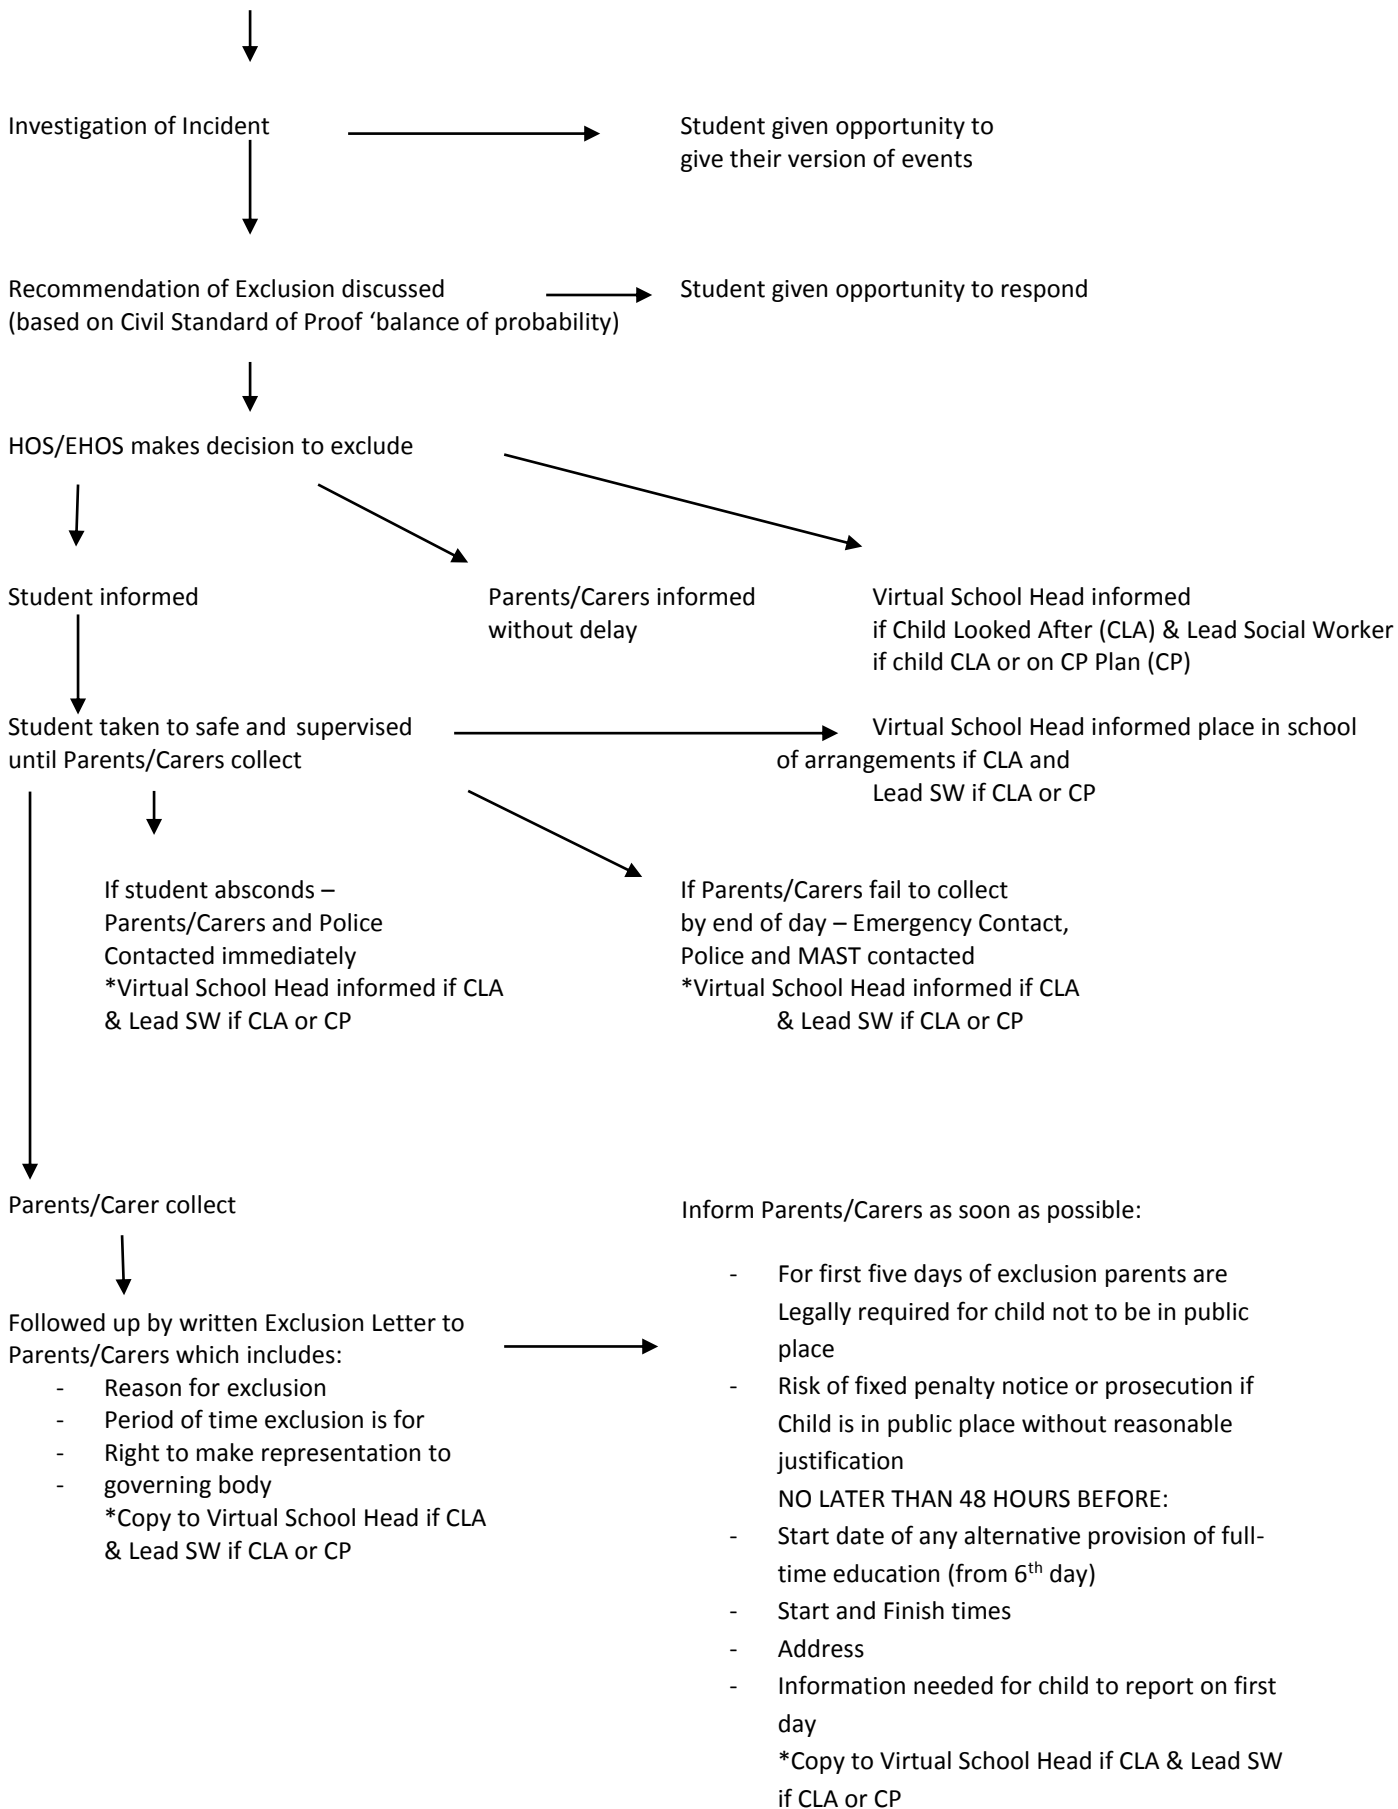 Investigation of Incident
Student given opportunity to
give their version of events
Recommendation of Exclusion discussed
(based on Civil Standard of Proof ‘balance of probability)
Student given opportunity to respond
HOS/EHOS makes decision to exclude
Student informed
Parents/Carers informed
without delay
Virtual School Head informed
if Child Looked After (CLA) & Lead Social Worker
if child CLA or on CP Plan (CP)
Student taken to safe and supervised
until Parents/Carers collect
Virtual School Head informed place in school
of arrangements if CLA and
Lead SW if CLA or CP
If student absconds –
Parents/Carers and Police
Contacted immediately
*Virtual School Head informed if CLA
& Lead SW if CLA or CP
If Parents/Carers fail to collect
by end of day – Emergency Contact,
Police and MAST contacted
*Virtual School Head informed if CLA
& Lead SW if CLA or CP
Parents/Carer collect
Followed up by written Exclusion Letter to
Parents/Carers which includes:
- Reason for exclusion
- Period of time exclusion is for
- Right to make representation to
- governing body
*Copy to Virtual School Head if CLA
& Lead SW if CLA or CP
Inform Parents/Carers as soon as possible:
- For first five days of exclusion parents are
Legally required for child not to be in public
place
- Risk of fixed penalty notice or prosecution if
Child is in public place without reasonable
justification
NO LATER THAN 48 HOURS BEFORE:
- Start date of any alternative provision of full-
time education (from 6th day)
- Start and Finish times
- Address
- Information needed for child to report on first
day
*Copy to Virtual School Head if CLA & Lead SW
if CLA or CP